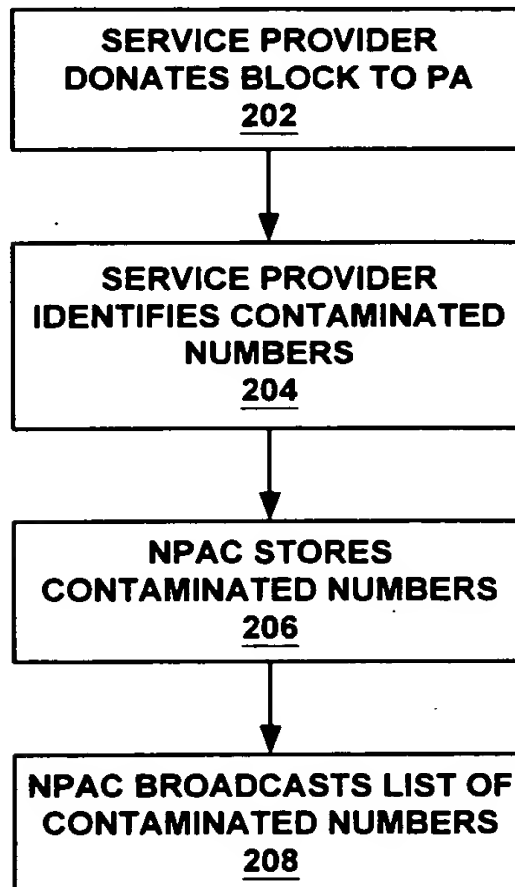 SERVICE PROVIDER
DONATES BLOCK TO PA
202
SERVICE PROVIDER
IDENTIFIES CONTAMINATED
NUMBERS
204
NPAC STORES
CONTAMINATED NUMBERS
206
NPAC BROADCASTS LIST OF
CONTAMINATED NUMBERS
208